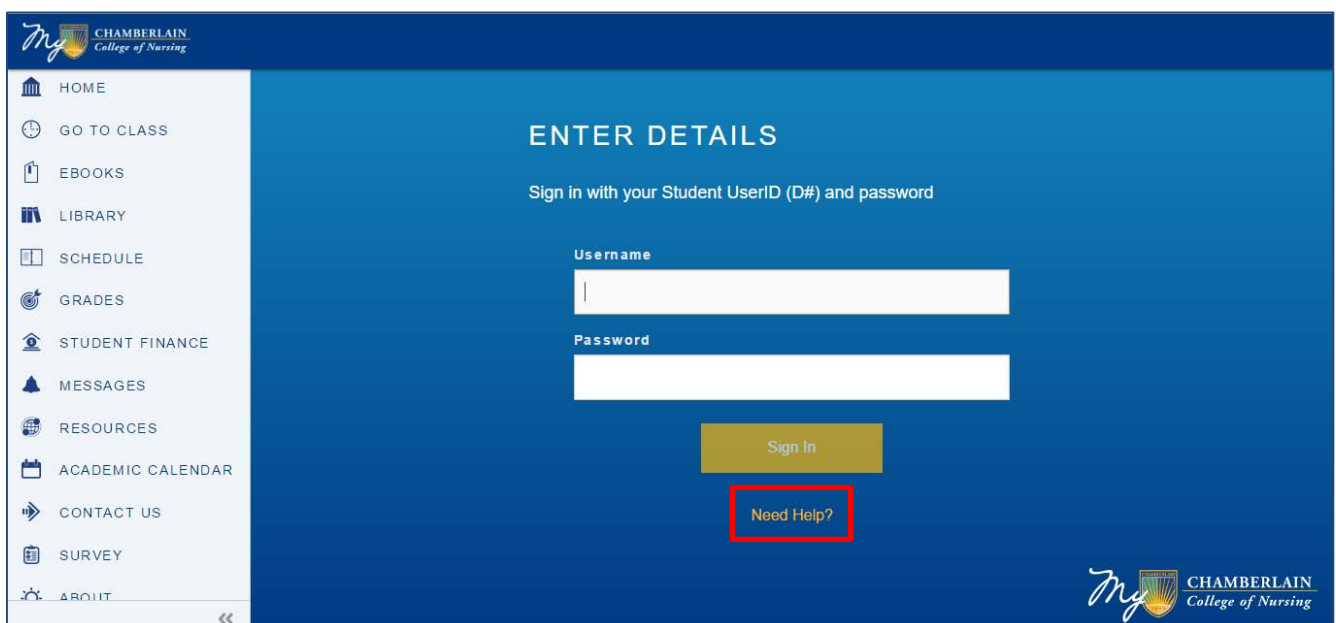 My CHAMBERLAIN
College of Nursing
HOME
GO TO CLASS
EBOOKS
LIBRARY
SCHEDULE
GRADES
STUDENT FINANCE
MESSAGES
RESOURCES
ACADEMIC CALENDAR
CONTACT US
SURVEY
ABOUT
«
ENTER DETAILS
Sign in with your Student UserID (D#) and password
Username
Password
Sign In
Need Help?
My CHAMBERLAIN
College of Nursing